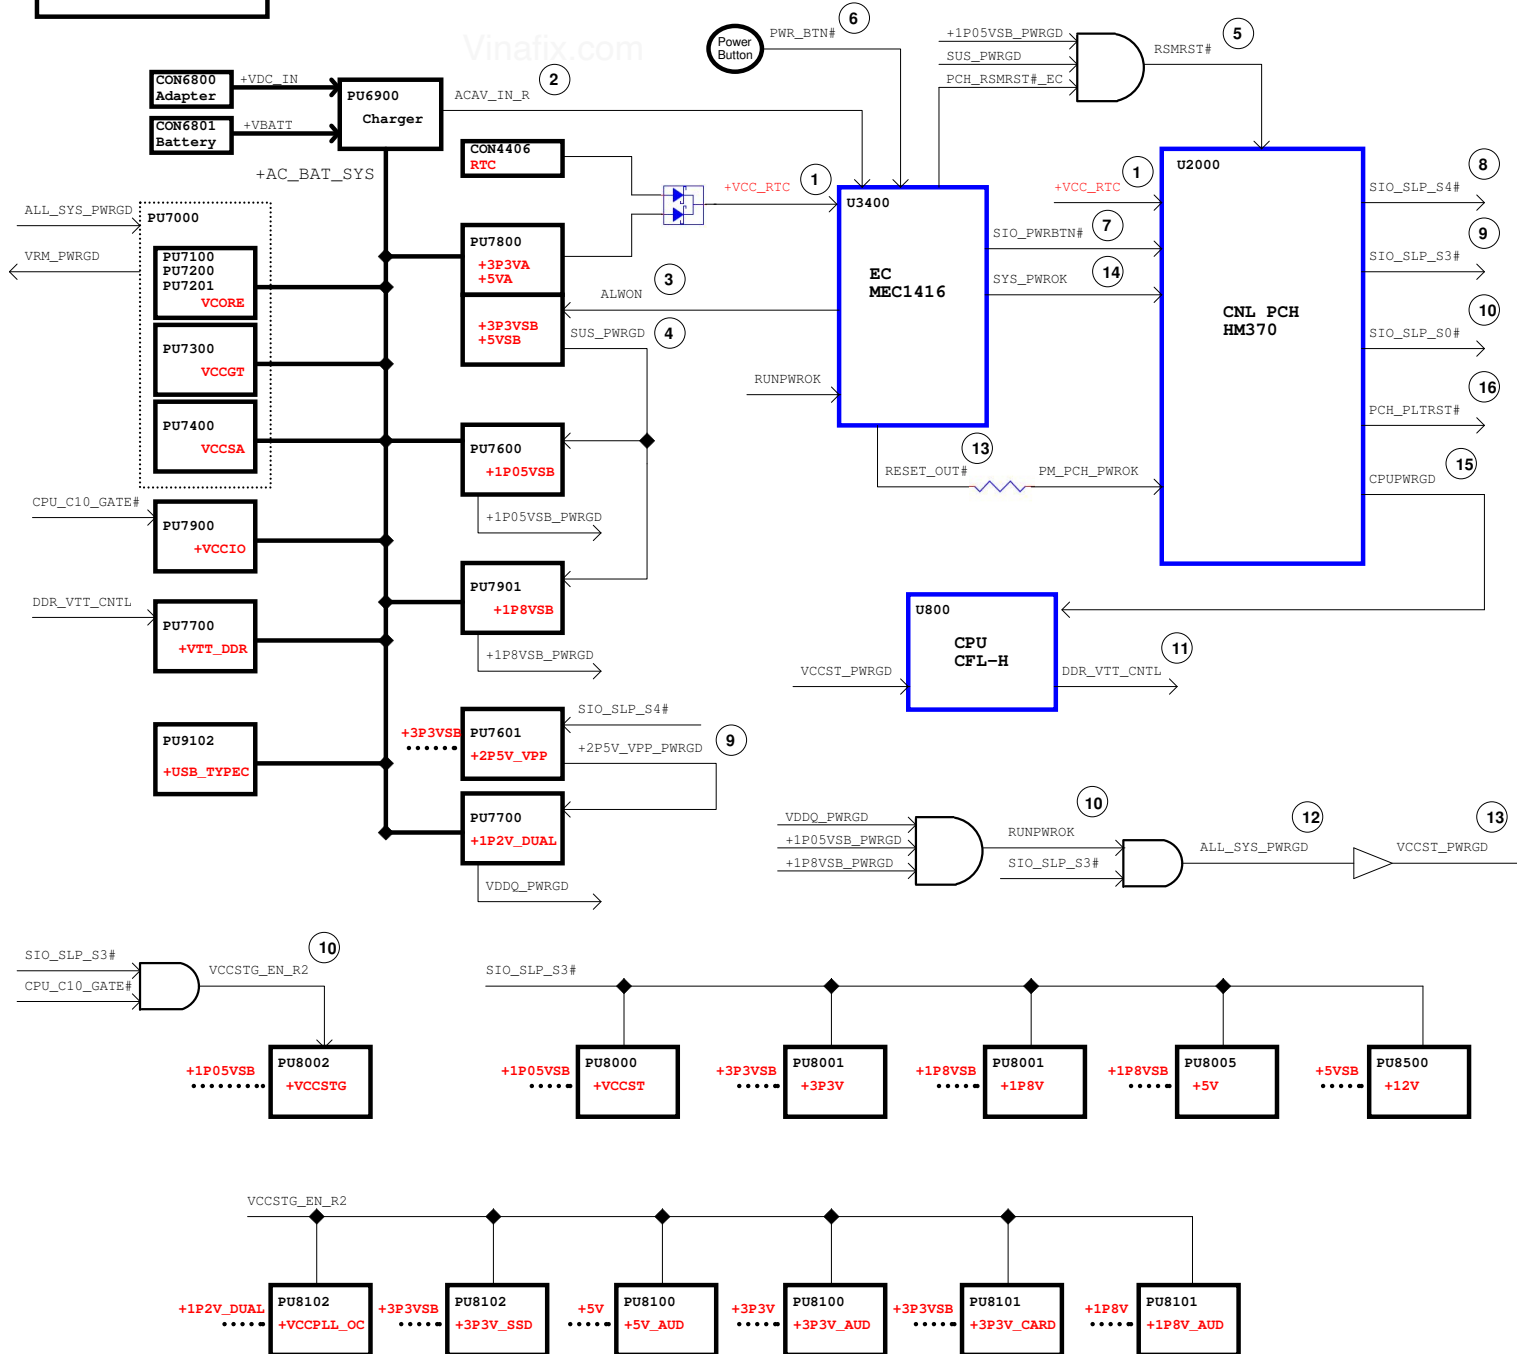 Vinafix.com
Power
Button
PWR_BTN#
6
+1P05VSB_PWRGD
SUS_PWRGD
PCH_RSMRST#_EC
RSMRST#
5
CON6800
Adapter
+VDC_IN
CON6801
Battery
+VBATT
PU6900
Charger
ACAV_IN_R
2
+AC_BAT_SYS
CON4406
RTC
+VCC_RTC
1
ALL_SYS_PWRGD
VRM_PWRGD
PU7000
PU7100
PU7200
PU7201
VCORE
PU7300
VCCGT
PU7400
VCCSA
PU7800
+3P3VA
+5VA
+3P3VSB
+5VSB
ALWON
3
SUS_PWRGD
4
U3400
EC
MEC1416
RUNPWROK
SIO_PWRBTN#
7
SYS_PWROK
14
+VCC_RTC
1
U2000
CNL PCH
HM370
SIO_SLP_S4#
8
SIO_SLP_S3#
9
SIO_SLP_S0#
10
PCH_PLTRST#
16
CPUPWRGD
15
RESET_OUT#
13
PM_PCH_PWROK
PU7600
+1P05VSB
+1P05VSB_PWRGD
CPU_C10_GATE#
PU7900
+VCCIO
DDR_VTT_CNTL
PU7700
+VTT_DDR
PU7901
+1P8VSB
+1P8VSB_PWRGD
U800
CPU
CFL-H
VCCST_PWRGD
DDR_VTT_CNTL
11
PU9102
+USB_TYPEC
+3P3VSB
PU7601
+2P5V_VPP
SIO_SLP_S4#
+2P5V_VPP_PWRGD
9
PU7700
+1P2V_DUAL
VDDQ_PWRGD
VDDQ_PWRGD
+1P05VSB_PWRGD
+1P8VSB_PWRGD
RUNPWROK
10
SIO_SLP_S3#
ALL_SYS_PWRGD
12
VCCST_PWRGD
13
SIO_SLP_S3#
CPU_C10_GATE#
VCCSTG_EN_R2
10
SIO_SLP_S3#
+1P05VSB
PU8002
+VCCSTG
+1P05VSB
PU8000
+VCCST
+3P3VSB
PU8001
+3P3V
+1P8VSB
PU8001
+1P8V
+1P8VSB
PU8005
+5V
+5VSB
PU8500
+12V
VCCSTG_EN_R2
+1P2V_DUAL
PU8102
+VCCPLL_OC
+3P3VSB
PU8102
+3P3V_SSD
+5V
PU8100
+5V_AUD
+3P3V
PU8100
+3P3V_AUD
+3P3VSB
PU8101
+3P3V_CARD
+1P8V
PU8101
+1P8V_AUD